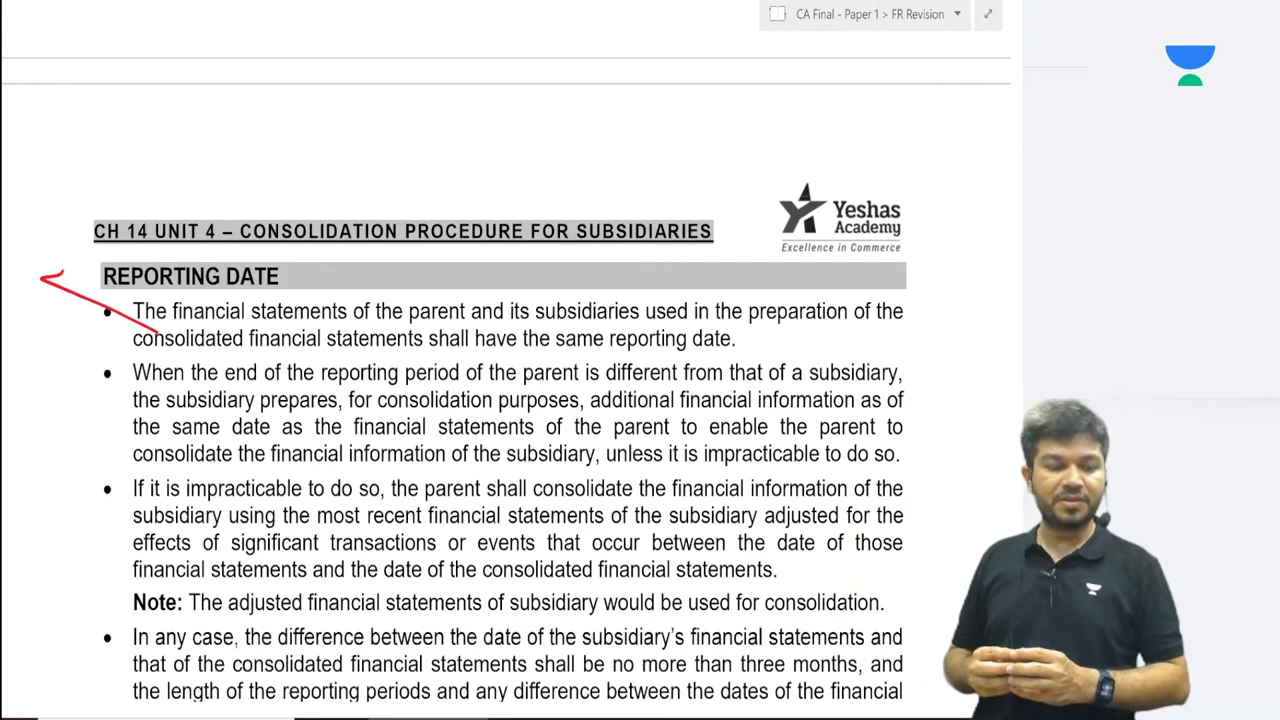 CA Final - Paper 1 > FR Revision
Yeshas
Academy
Excellence in Commerce
CH 14 UNIT 4 – CONSOLIDATION PROCEDURE FOR SUBSIDIARIES
REPORTING DATE
• The financial statements of the parent and its subsidiaries used in the preparation of the
consolidated financial statements shall have the same reporting date.
• When the end of the reporting period of the parent is different from that of a subsidiary,
the subsidiary prepares, for consolidation purposes, additional financial information as of
the same date as the financial statements of the parent to enable the parent to
consolidate the financial information of the subsidiary, unless it is impracticable to do so.
• If it is impracticable to do so, the parent shall consolidate the financial information of the
subsidiary using the most recent financial statements of the subsidiary adjusted for the
effects of significant transactions or events that occur between the date of those
financial statements and the date of the consolidated financial statements.
Note: The adjusted financial statements of subsidiary would be used for consolidation.
• In any case, the difference between the date of the subsidiary's financial statements and
that of the consolidated financial statements shall be no more than three months, and
the length of the reporting periods and any difference between the dates of the financial